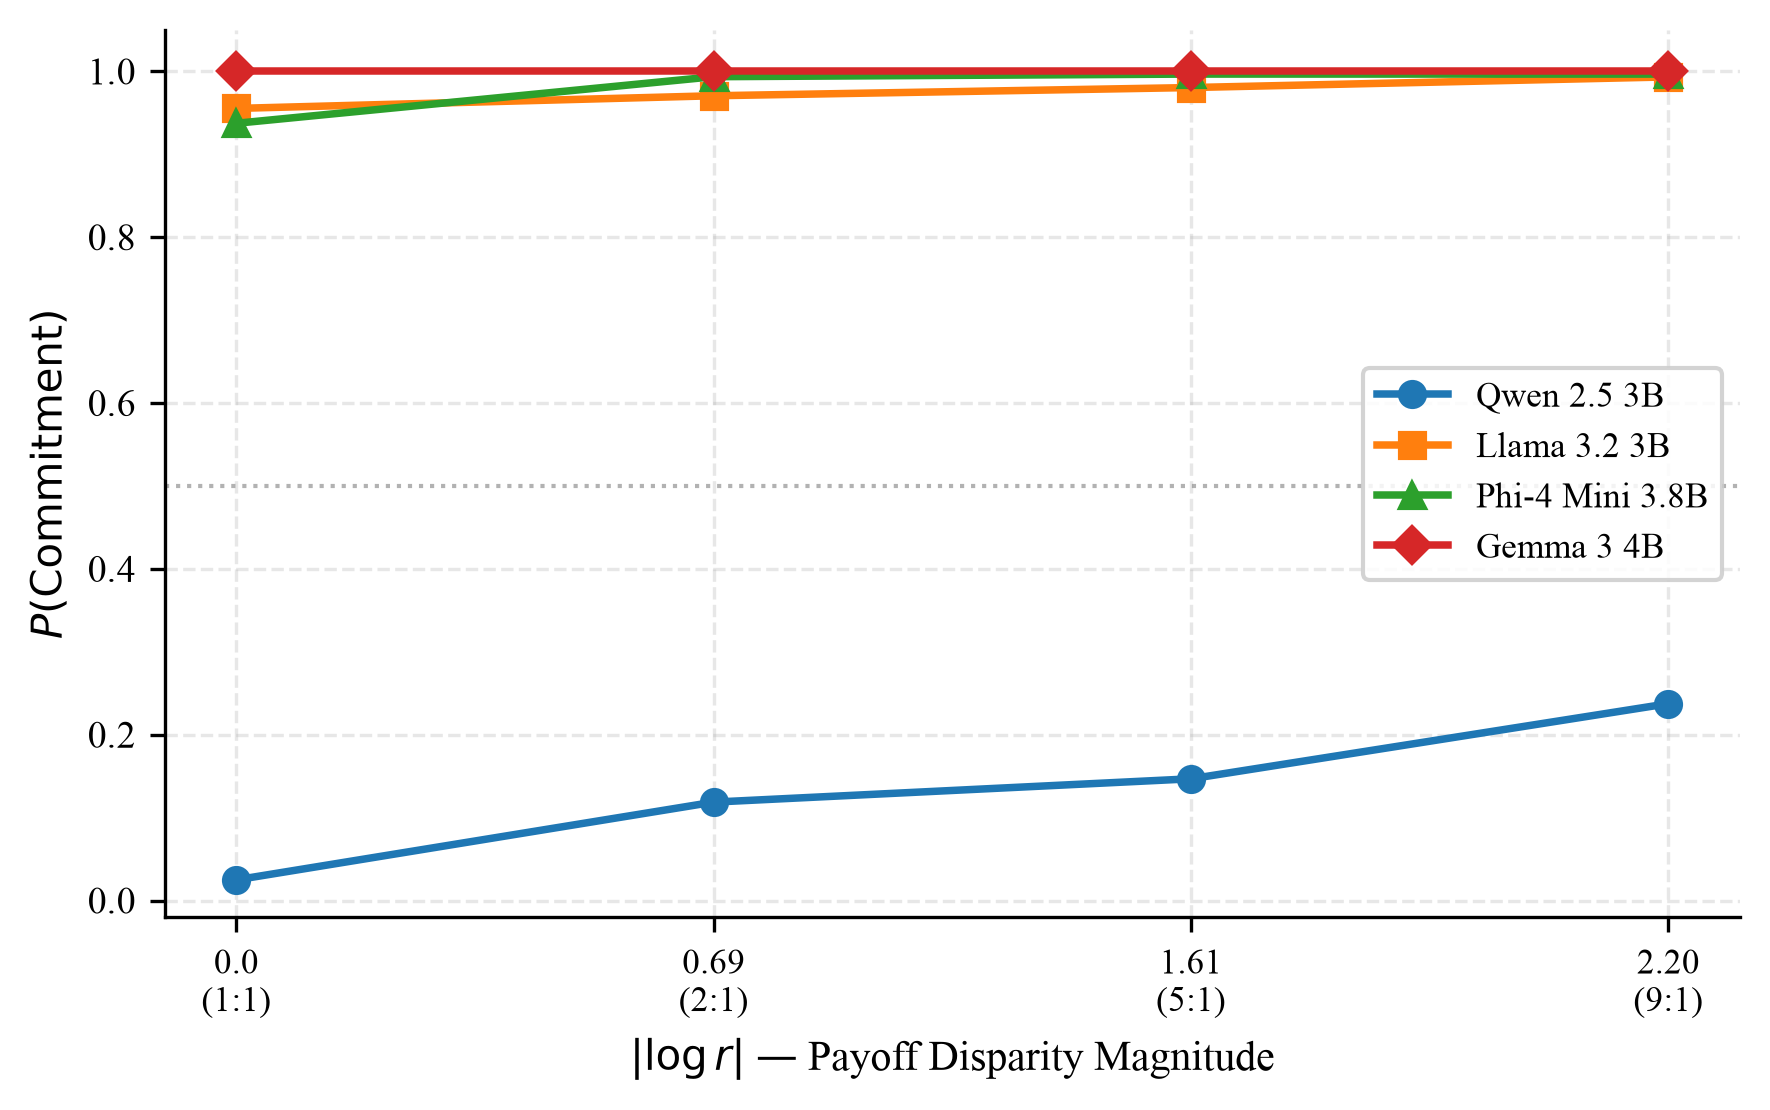 1.0
0.8
0.6
0.4
0.2
0.0
P(Commitment)
Qwen 2.5 3B
Llama 3.2 3B
Phi-4 Mini 3.8B
Gemma 3 4B
0.0 0.69 1.61 2.20
(1:1) (2:1) (5:1) (9:1)
|log r| — Payoff Disparity Magnitude